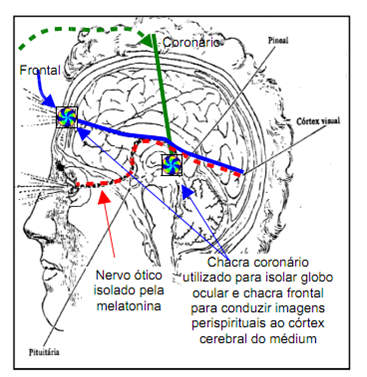 Coronário
Pineal
Frontal
Córtex visual
Nervo ótico
isolado pela
melatonina
Chacra coronário
utilizado para isolar globo
ocular e chacra frontal
para conduzir imagens
perispirituais ao córtex
cerebral do médium
Pituitária